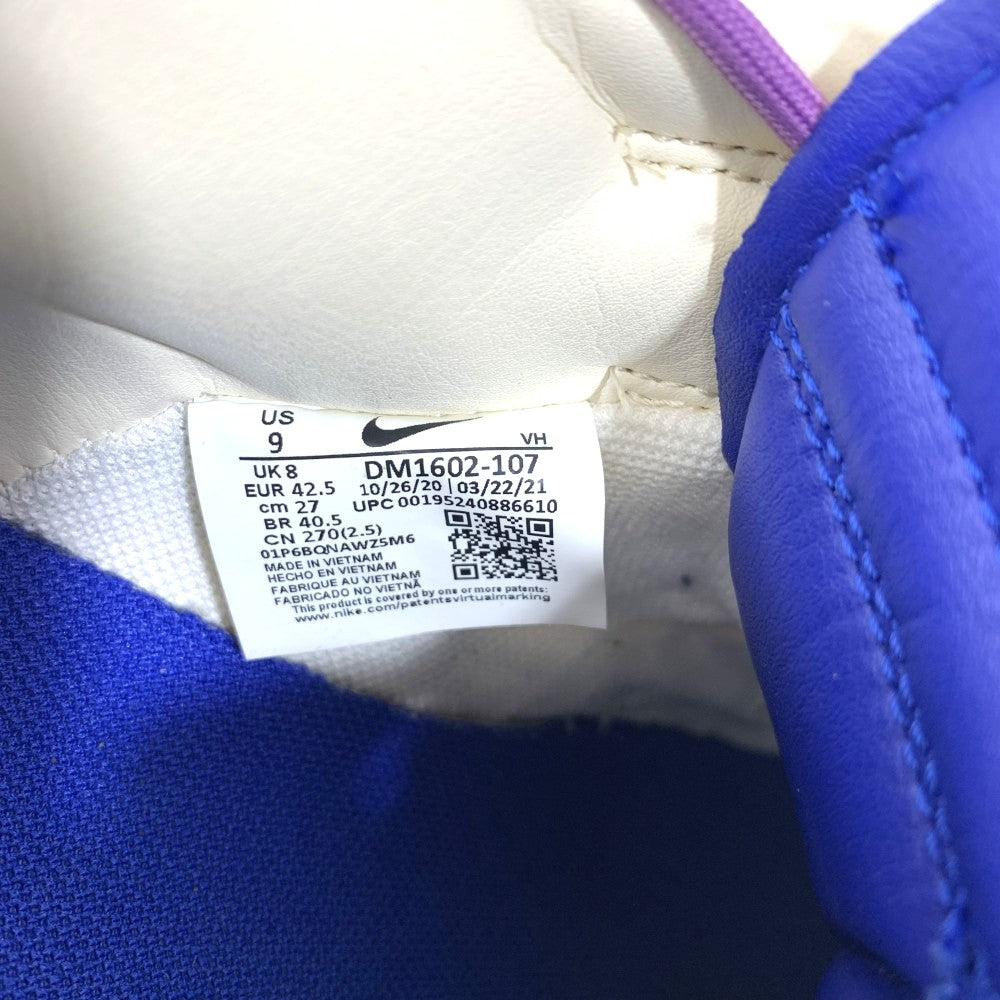 US
9
VH
UK 8
DM1602-107
EUR 42.5
10/26/20 | 03/22/21
cm 27
UPC 00195240886610
BR 40.5
CN 270(2.5)
01P6BQNAWZ5M6
MADE IN VIETNAM
HECHO EN VIETNAM
FABRIQUE AU VIETNAM
FABRICADO NO VIETNÃ
This product is covered by one or more patents:
www.nike.com/patentsvirtualmarking